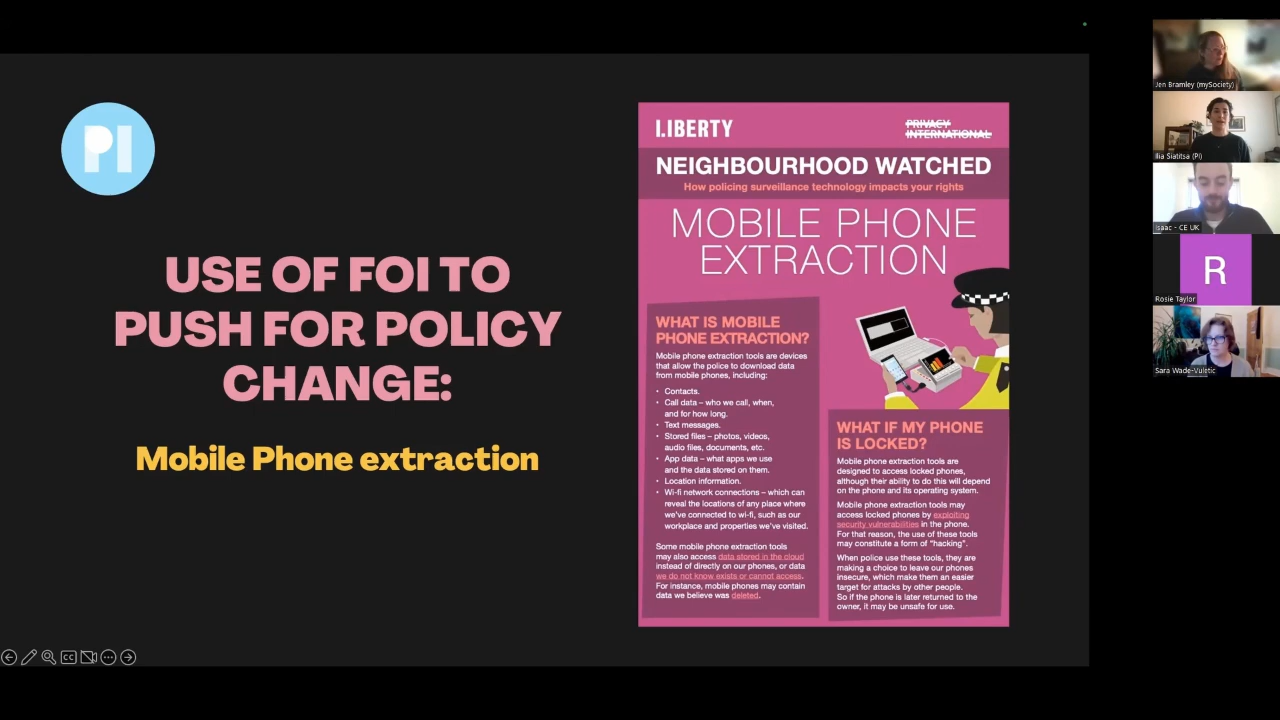 PI
USE OF FOI TO
PUSH FOR POLICY
CHANGE:
Mobile Phone extraction
LIBERTY
PRIVACY
INTERNATIONAL
NEIGHBOURHOOD WATCHED
How policing surveillance technology impacts your rights
MOBILE PHONE
EXTRACTION
WHAT IS MOBILE
PHONE EXTRACTION?
Mobile phone extraction tools are devices
that allow the police to download data
from mobile phones, including:
• Contacts.
• Call data – who we call, when,
and for how long.
• Text messages.
• Stored files – photos, videos,
audio files, documents, etc.
• App data – what apps we use
and the data stored on them.
• Location information.
• Wi-fi network connections – which can
reveal the locations of any place where
we've connected to wi-fi, such as our
workplace and properties we've visited.
Some mobile phone extraction tools
may also access data stored in the cloud
instead of directly on our phones, or data
we do not know exists or cannot access.
For instance, mobile phones may contain
data we believe was deleted.
WHAT IF MY PHONE
IS LOCKED?
Mobile phone extraction tools are
designed to access locked phones,
although their ability to do this will depend
on the phone and its operating system.
Mobile phone extraction tools may
access locked phones by exploiting
security vulnerabilities in the phone.
For that reason, the use of these tools
may constitute a form of "hacking".
When police use these tools, they are
making a choice to leave our phones
insecure, which make them an easier
target for attacks by other people.
So if the phone is later returned to the
owner, it may be unsafe for use.
CC
Jen Bramley (mySociety)
Ilia Siatitsa (PI)
Isaac - CE UK
R
Rosie Taylor
Sara Wade-Vuletic